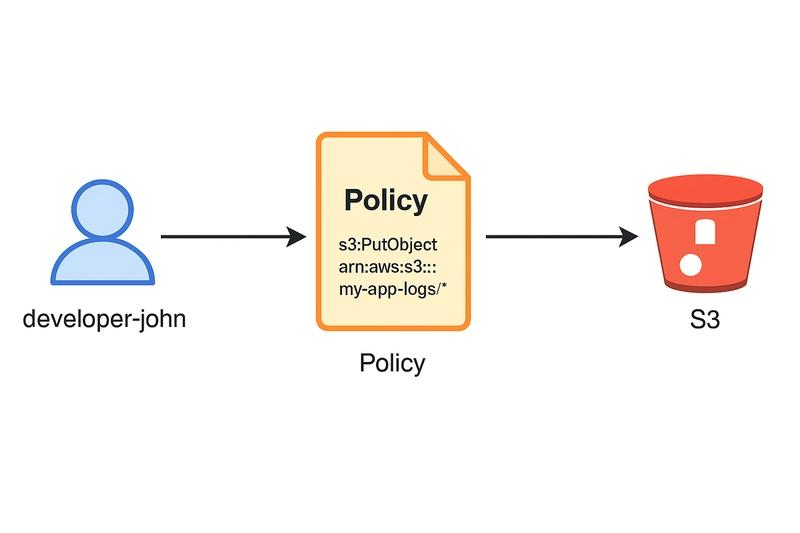 developer-john
Policy
s3:PutObject
arn:aws:s3:::
my-app-logs/*
Policy
S3